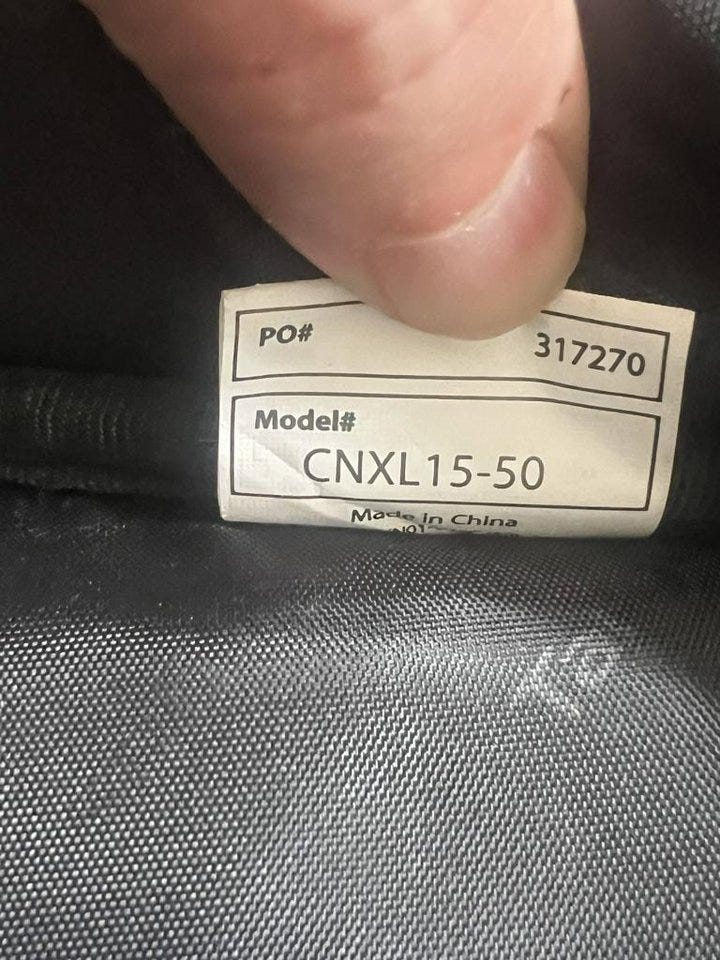 PO# 317270
Model#
CNXL15-50
Made in China